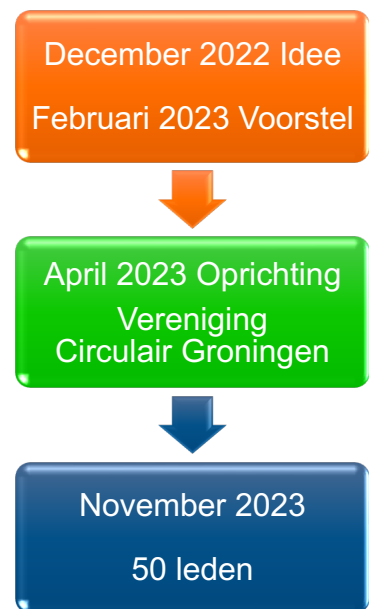 December 2022 Idee
Februari 2023 Voorstel
April 2023 Oprichting
Vereniging
Circulair Groningen
November 2023
50 leden